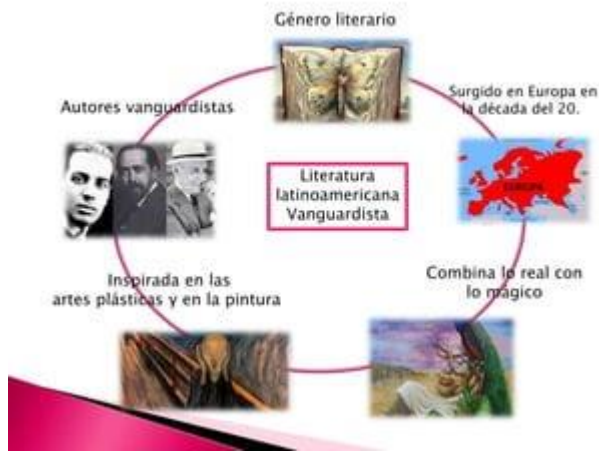 Género literario
Surgido en Europa en
la década del 20.
Autores vanguardistas
Literatura
latinoamericana
Vanguardista
EUROPA
Combina lo real con
lo mágico
Inspirada en las
artes plásticas y en la pintura